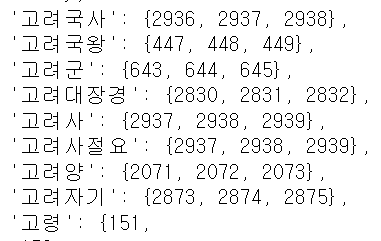 '고려국사': {2936, 2937, 2938},
'고려국왕': {447, 448, 449},
'고려군': {643, 644, 645},
'고려대장경': {2830, 2831, 2832},
'고려사': {2937, 2938, 2939},
'고려사절요': {2937, 2938, 2939},
'고려양': {2071, 2072, 2073},
'고려자기': {2873, 2874, 2875},
'고령': {151,